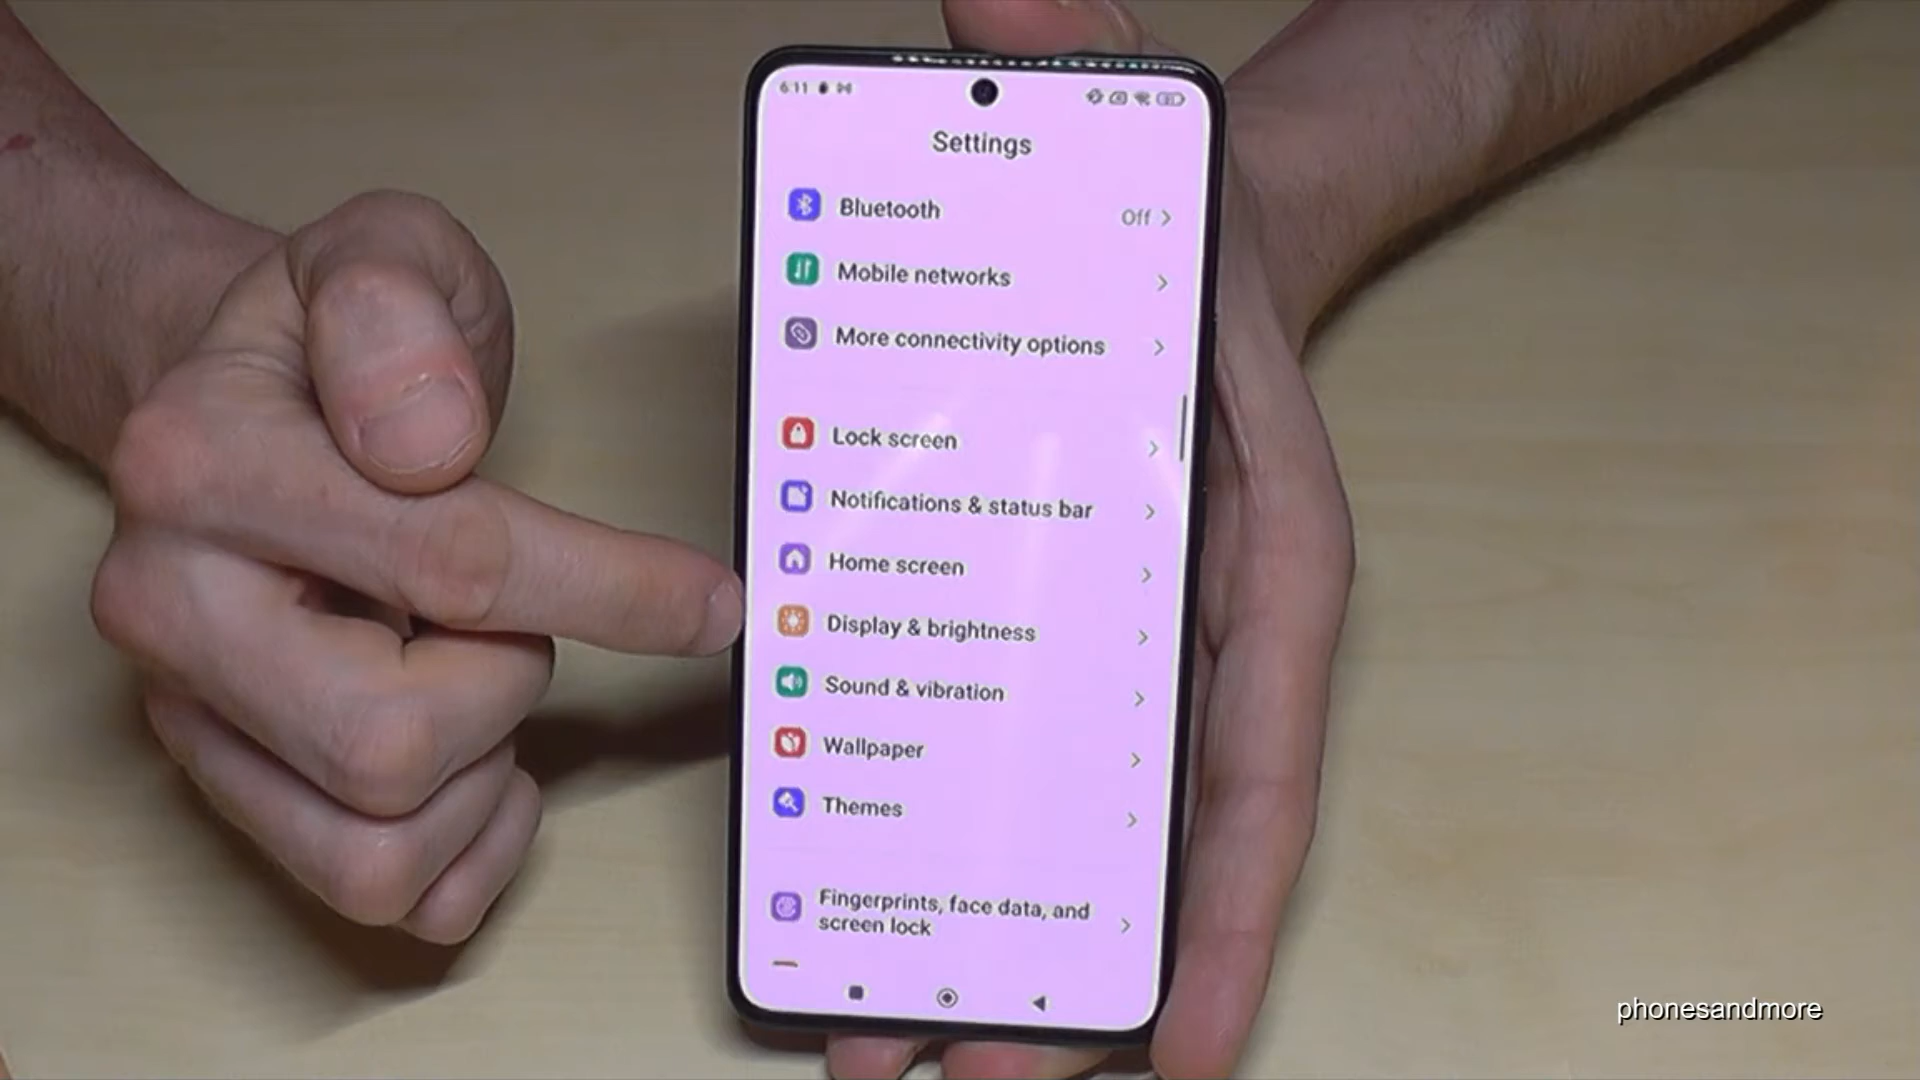 6:11
Settings
Bluetooth
Off
Mobile networks
More connectivity options
Lock screen
Notifications & status bar
Home screen
Display & brightness
Sound & vibration
Wallpaper
Themes
Fingerprints, face data, and
screen lock
phonesandmore